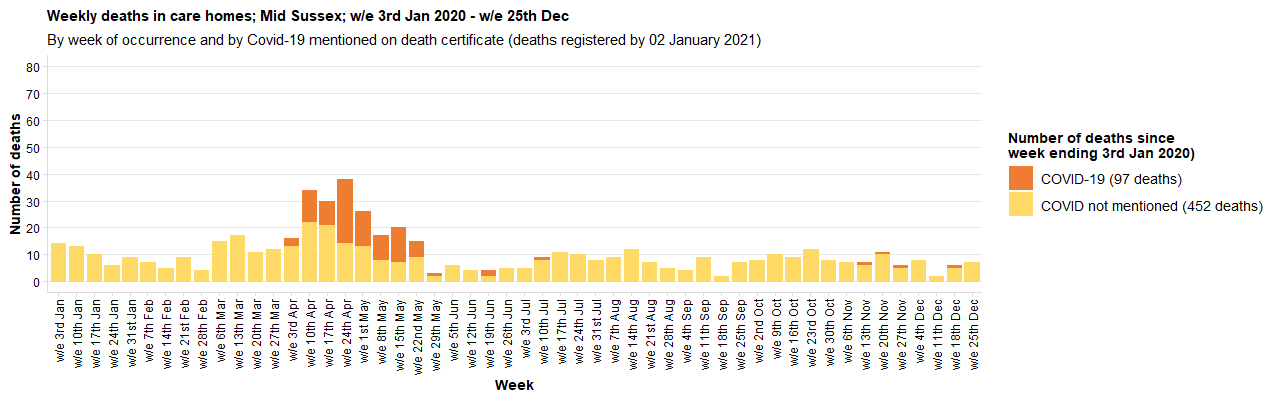 Weekly deaths in care homes; Mid Sussex; w/e 3rd Jan 2020 - w/e 25th Dec
By week of occurrence and by Covid-19 mentioned on death certificate (deaths registered by 02 January 2021)
Number of deaths
80
70
60
50
40
30
20
10
0
w/e 3rd Jan
w/e 10th Jan
w/e 17th Jan
w/e 24th Jan
w/e 31st Jan
w/e 7th Feb
w/e 14th Feb
w/e 21st Feb
w/e 28th Feb
w/e 6th Mar
w/e 13th Mar
w/e 20th Mar
w/e 27th Mar
w/e 3rd Apr
w/e 10th Apr
w/e 17th Apr
w/e 24th Apr
w/e 1st May
w/e 8th May
w/e 15th May
w/e 22nd May
w/e 29th May
w/e 5th Jun
w/e 12th Jun
w/e 19th Jun
w/e 26th Jun
w/e 3rd Jul
w/e 10th Jul
w/e 17th Jul
w/e 24th Jul
w/e 31st Jul
w/e 7th Aug
w/e 14th Aug
w/e 21st Aug
w/e 28th Aug
w/e 4th Sep
w/e 11th Sep
w/e 18th Sep
w/e 25th Sep
w/e 2nd Oct
w/e 9th Oct
w/e 16th Oct
w/e 23rd Oct
w/e 30th Oct
w/e 6th Nov
w/e 13th Nov
w/e 20th Nov
w/e 27th Nov
w/e 4th Dec
w/e 11th Dec
w/e 18th Dec
w/e 25th Dec
Week
Number of deaths since
week ending 3rd Jan 2020)
COVID-19 (97 deaths)
COVID not mentioned (452 deaths)